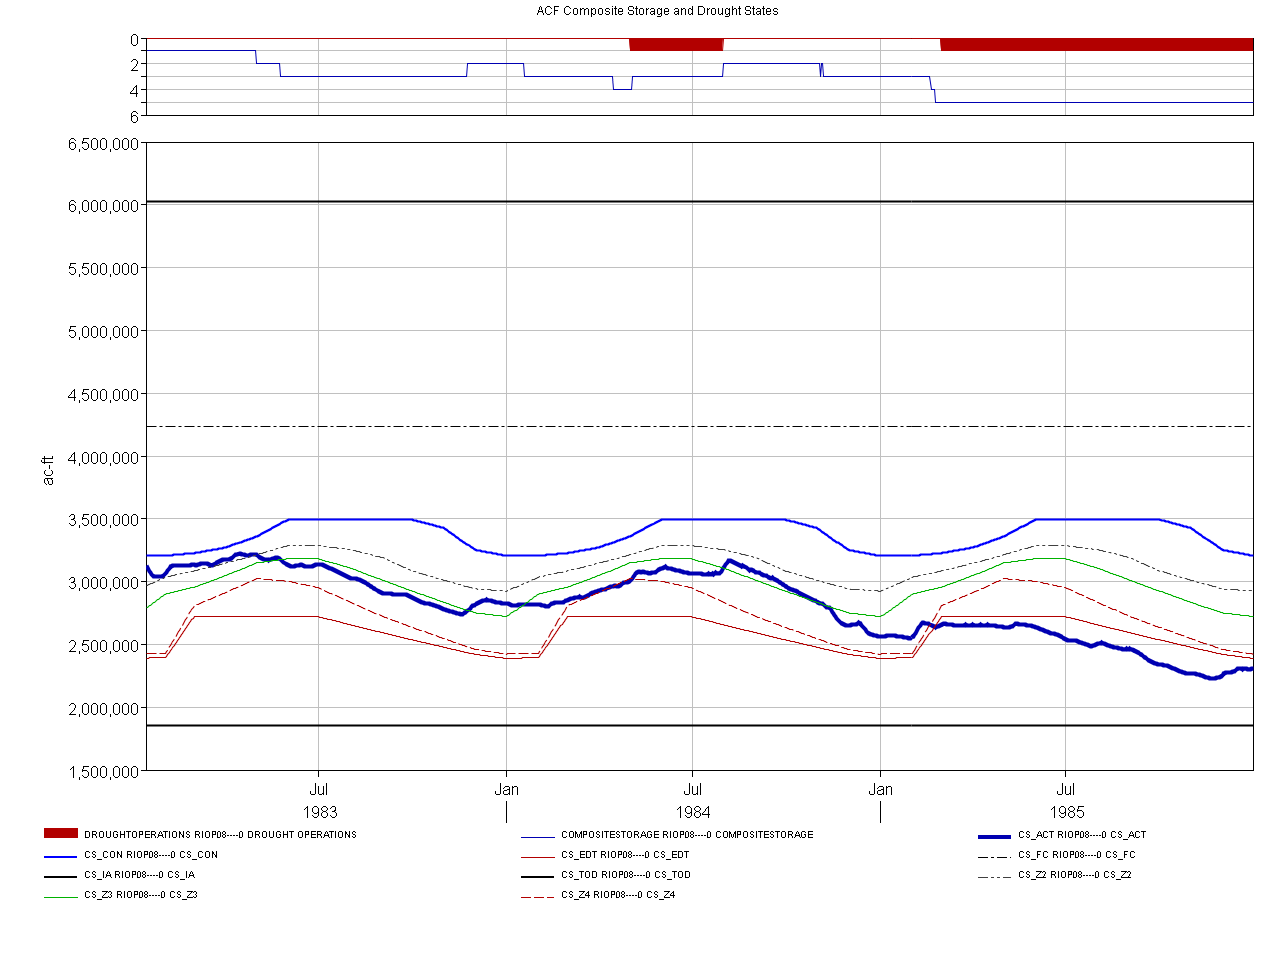 ACF Composite Storage and Drought States
0
2
4
6
6,500,000
6,000,000
5,500,000
5,000,000
4,500,000
4,000,000
3,500,000
3,000,000
2,500,000
2,000,000
1,500,000
ac-ft
Jul Jan Jul Jan Jul
1983 1984 1985
DROUGHTOPERATIONS RIOP08----0 DROUGHT OPERATIONS COMPOSITESTORAGE RIOP08----0 COMPOSITESTORAGE CS_ACT RIOP08----0 CS_ACT
CS_CON RIOP08----0 CS_CON CS_EDT RIOP08----0 CS_EDT CS_FC RIOP08----0 CS_FC
CS_IA RIOP08----0 CS_IA CS_TOD RIOP08----0 CS_TOD CS_Z2 RIOP08----0 CS_Z2
CS_Z3 RIOP08----0 CS_Z3 CS_Z4 RIOP08----0 CS_Z4